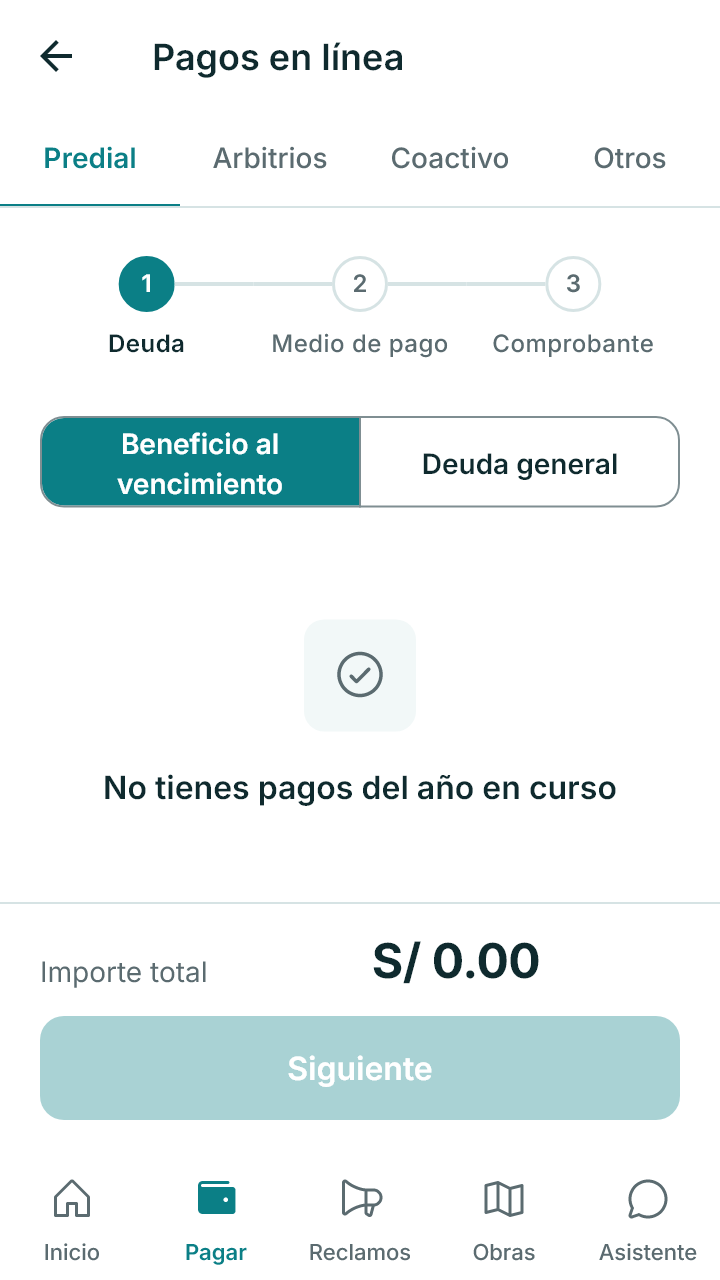 Pagos en línea
Predial
Arbitrios
Coactivo
Otros
1
2
3
Deuda
Medio de pago
Comprobante
Beneficio al
vencimiento
Deuda general
No tienes pagos del año en curso
Importe total
S/ 0.00
Siguiente
Inicio
Pagar
Reclamos
Obras
Asistente